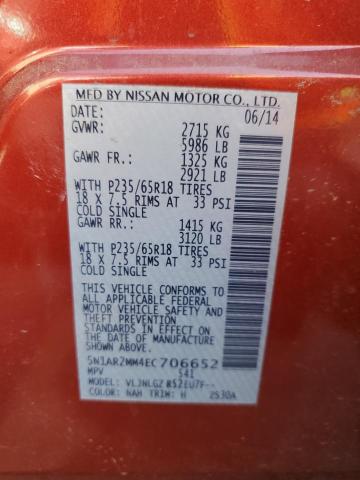 MFD BY NISSAN MOTOR CO., LTD.
DATE: 06/14
GVWR: 2715 KG
5986 LB
GAWR FR.: 1325 KG
2921 LB
WITH P235/65R18 TIRES
18 X 7.5 RIMS AT 33 PSI
COLD SINGLE
GAWR RR.: 1415 KG
3120 LB
WITH P235/65R18 TIRES
18 X 7.5 RIMS AT 33 PSI
COLD SINGLE
THIS VEHICLE CONFORMS TO
ALL APPLICABLE FEDERAL
MOTOR VEHICLE SAFETY AND
THEFT PREVENTION STANDARDS
IN EFFECT ON THE DATE OF
MANUFACTURE SHOWN ABOVE.
5N1AR2MM4EC706652
MPV 541
MODEL: VLJNLGZ R52EU7F--
COLOR: NAH TRIM: H 2530A